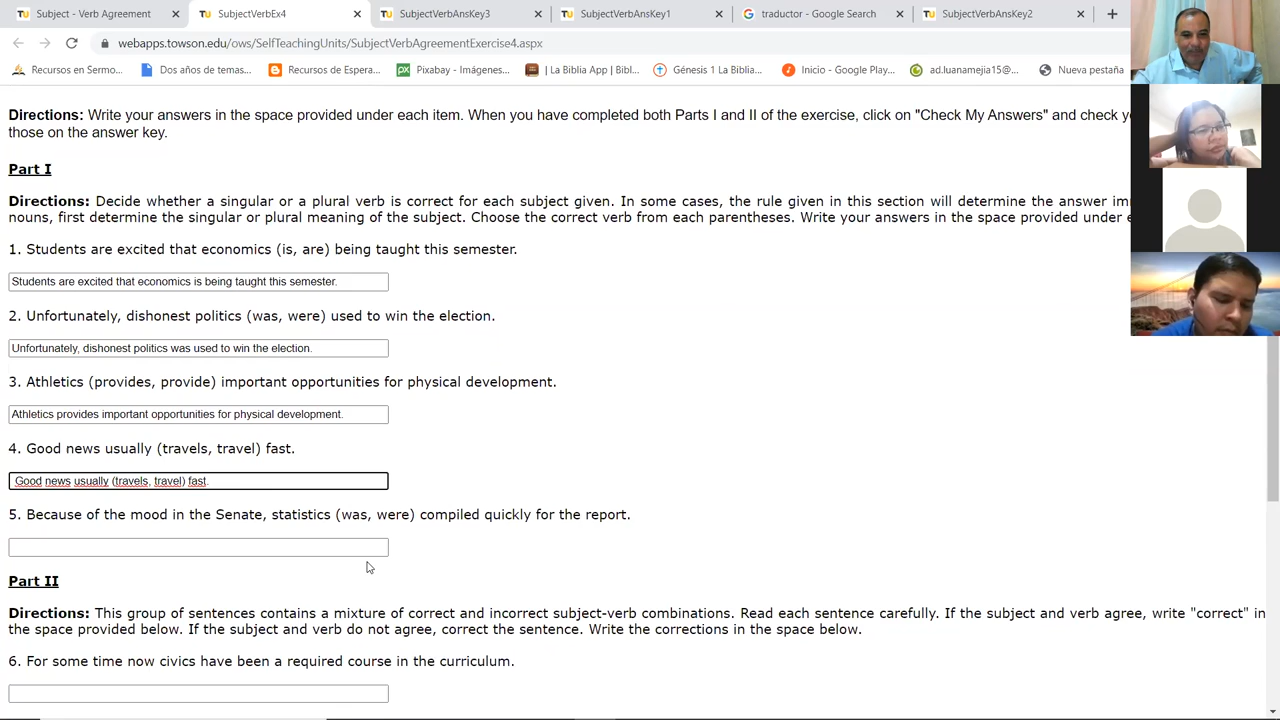 Subject - Verb Agreement
SubjectVerbEx4
SubjectVerbAnsKey3
SubjectVerbAnsKey1
traductor - Google Search
SubjectVerbAnsKey2
webapps.towson.edu/ows/SelfTeachingUnits/SubjectVerbAgreementExercise4.aspx
Recursos en Sermo...
Dos años de temas...
Recursos de Espera...
Pixabay - Imágenes...
La Biblia App | Bibl...
Génesis 1 La Biblia...
Inicio - Google Play...
ad.luanamejia15@...
Nueva pestaña
Directions: Write your answers in the space provided under each item. When you have completed both Parts I and II of the exercise, click on "Check My Answers" and check
those on the answer key.
Part I
Directions: Decide whether a singular or a plural verb is correct for each subject given. In some cases, the rule given in this section will determine the answer
nouns, first determine the singular or plural meaning of the subject. Choose the correct verb from each parentheses. Write your answers in the space provided under
1. Students are excited that economics (is, are) being taught this semester.
Students are excited that economics is being taught this semester.
2. Unfortunately, dishonest politics (was, were) used to win the election.
Unfortunately, dishonest politics was used to win the election.
3. Athletics (provides, provide) important opportunities for physical development.
Athletics provides important opportunities for physical development.
4. Good news usually (travels, travel) fast.
Good news usually (travels, travel) fast.
5. Because of the mood in the Senate, statistics (was, were) compiled quickly for the report.
Part II
Directions: This group of sentences contains a mixture of correct and incorrect subject-verb combinations. Read each sentence carefully. If the subject and verb agree, write "correct" in
the space provided below. If the subject and verb do not agree, correct the sentence. Write the corrections in the space below.
6. For some time now civics have been a required course in the curriculum.